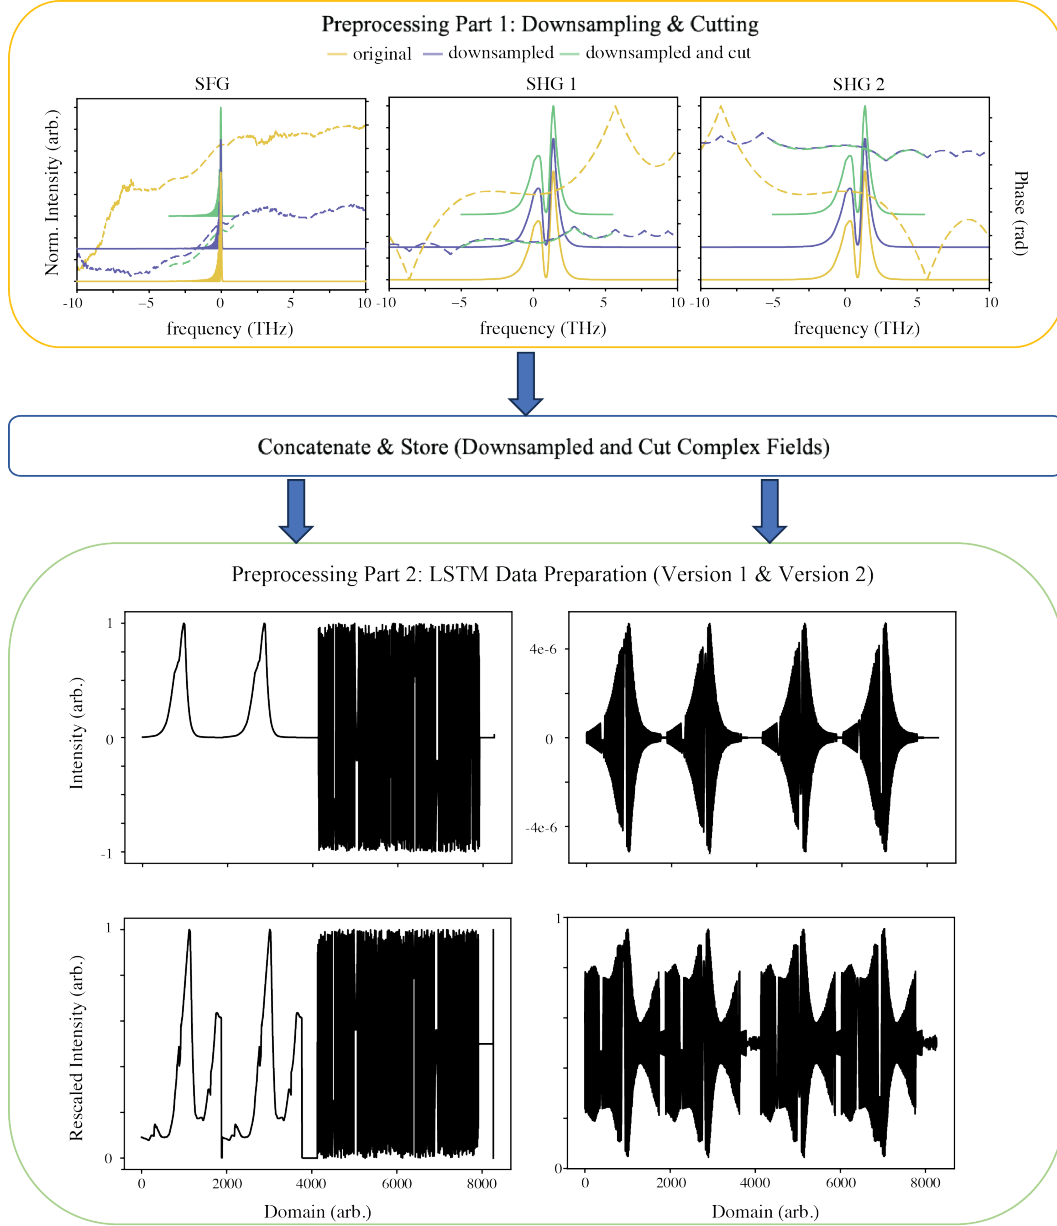 Preprocessing Part 1: Downsampling & Cutting
original downsampled downsampled and cut
SFG SHG 1 SHG 2
Norm. Intensity (arb.)
Phase (rad)
-10 −5 0 5 10
-10 −5 0 5 10
-10 −5 0 5 10
frequency (THz) frequency (THz) frequency (THz)
Concatenate & Store (Downsampled and Cut Complex Fields)
Preprocessing Part 2: LSTM Data Preparation (Version 1 & Version 2)
Intensity (arb.)
1
0
-1
4e-6
0
-4e-6
Rescaled Intensity (arb.)
1
0
1
0
0 2000 4000 6000 8000
0 2000 4000 6000 8000
Domain (arb.) Domain (arb.)